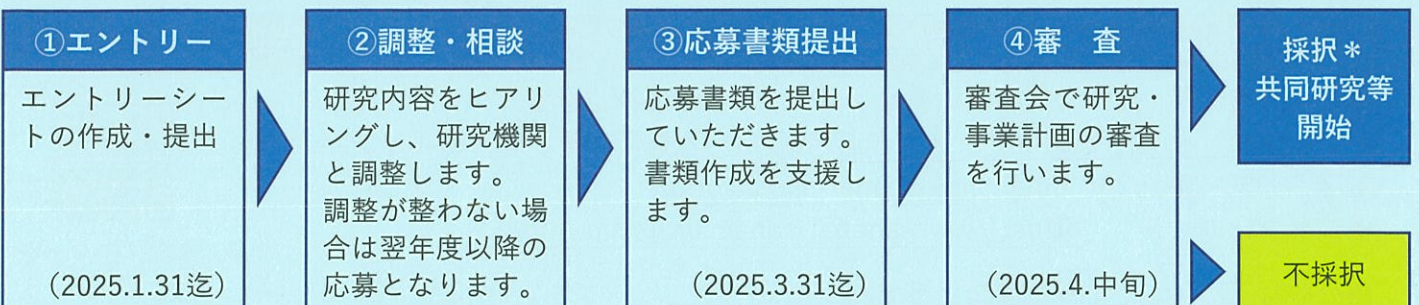 ①エントリー
エントリーシー
トの作成・提出
（2025.1.31迄）
②調整・相談
研究内容をヒアリ
ングし、研究機関
と調整します。
調整が整わない場
合は翌年度以降の
応募となります。
③応募書類提出
応募書類を提出し
ていただきます。
書類作成を支援し
ます。
（2025.3.31迄）
④審　査
審査会で研究・
事業計画の審査
を行います。
（2025.4.中旬）
採択＊
共同研究等
開始
不採択